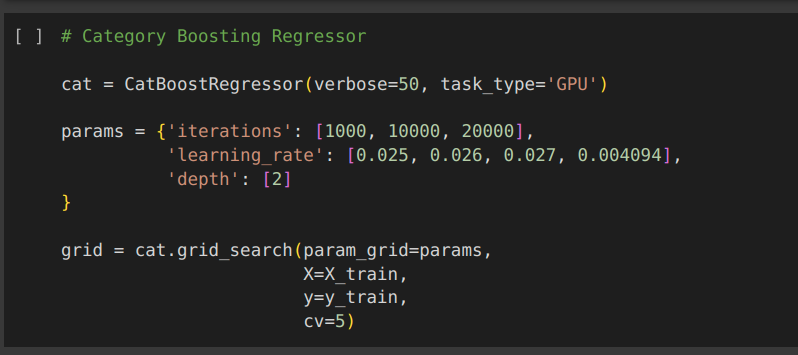 [ ] # Category Boosting Regressor
cat = CatBoostRegressor(verbose=50, task_type='GPU')
params = {'iterations': [1000, 10000, 20000],
'learning_rate': [0.025, 0.026, 0.027, 0.004094],
'depth': [2]
}
grid = cat.grid_search(param_grid=params,
X=X_train,
y=y_train,
cv=5)